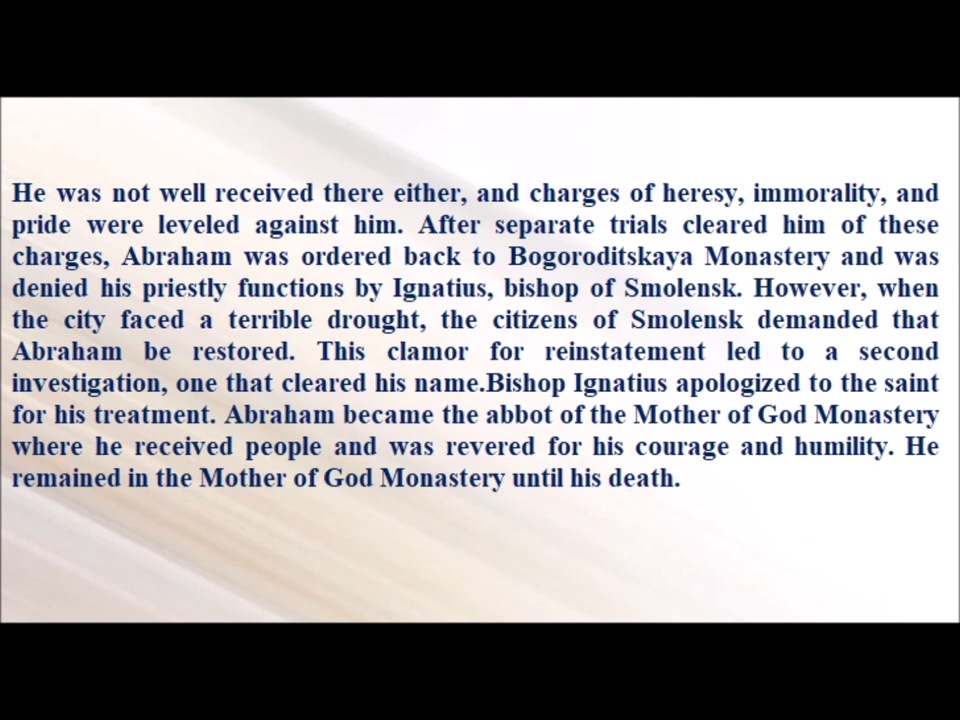 He was not well received there either, and charges of heresy, immorality, and
pride were leveled against him. After separate trials cleared him of these
charges, Abraham was ordered back to Bogoroditskaya Monastery and was
denied his priestly functions by Ignatius, bishop of Smolensk. However, when
the city faced a terrible drought, the citizens of Smolensk demanded that
Abraham be restored. This clamor for reinstatement led to a second
investigation, one that cleared his name.Bishop Ignatius apologized to the saint
for his treatment. Abraham became the abbot of the Mother of God Monastery
where he received people and was revered for his courage and humility. He
remained in the Mother of God Monastery until his death.